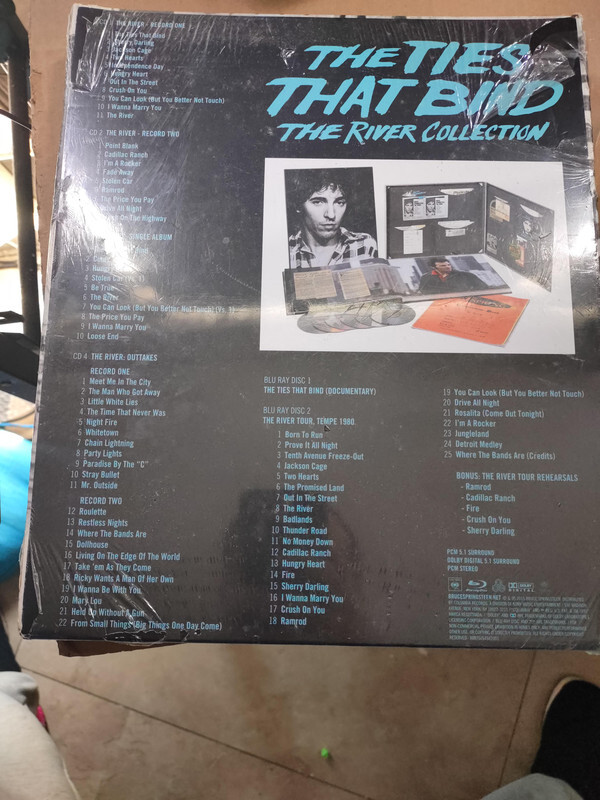 THE RIVER - RECORD ONE
Ties That Bind
Sherry Darling
Jackson Cage
Hearts
Independence Day
Hungry Heart
Out In The Street
8 Crush On You
9 You Can Look (But You Better Not Touch)
10 I Wanna Marry You
11 The River
CD 2 THE RIVER - RECORD TWO
1 Point Blank
2 Cadillac Ranch
I'm A Rocker
4 Fade Away
Stolen Car
Ramrod
The Price You Pay
Drive All Night
On The Highway
SINGLE ALBUM
3 Hungry
4 Stolen Car (Vs. 1)
5 Be True
6 The River
7 You Can Look (But You Better Not Touch) (Vs. 1)
8 The Price You Pay
9 I Wanna Marry You
10 Loose End
CD 4 THE RIVER: OUTTAKES
RECORD ONE
1 Meet Me In The City
2 The Man Who Got Away
3 Little White Lies
4 The Time That Never Was
5 Night Fire
6 Whitetown
7 Chain Lightning
8 Party Lights
9 Paradise By The "C"
10 Stray Bullet
11 Mr. Outside
RECORD TWO
12 Roulette
13 Restless Nights
14 Where The Bands Are
15 Dollhouse
16 Living On The Edge Of The World
17 Take 'em As They Come
18 Ricky Wants A Man Of Her Own
19 I Wanna Be With You
20 Mary Lou
21 Held Up Without A Gun
22 From Small Things (Big Things One Day Come)
THE TIES
THAT BIND
THE RIVER COLLECTION
BLU RAY DISC 1
THE TIES THAT BIND (DOCUMENTARY)
BLU RAY DISC 2
THE RIVER TOUR, TEMPE 1980
1 Born To Run
2 Prove It All Night
3 Tenth Avenue Freeze-Out
4 Jackson Cage
5 Two Hearts
6 The Promised Land
7 Out In The Street
8 The River
9 Badlands
10 Thunder Road
11 No Money Down
12 Cadillac Ranch
13 Hungry Heart
14 Fire
15 Sherry Darling
16 I Wanna Marry You
17 Crush On You
18 Ramrod
19 You Can Look (But You Better Not Touch)
20 Drive All Night
21 Rosalita (Come Out Tonight)
22 I'm A Rocker
23 Jungleland
24 Detroit Medley
25 Where The Bands Are (Credits)
BONUS: THE RIVER TOUR REHEARSALS
- Ramrod
- Cadillac Ranch
- Fire
- Crush On You
- Sherry Darling
PCM 5.1 SURROUND
DOLBY DIGITAL 5.1 SURROUND
PCM STEREO
BRUCESPRINGSTEEN.NET